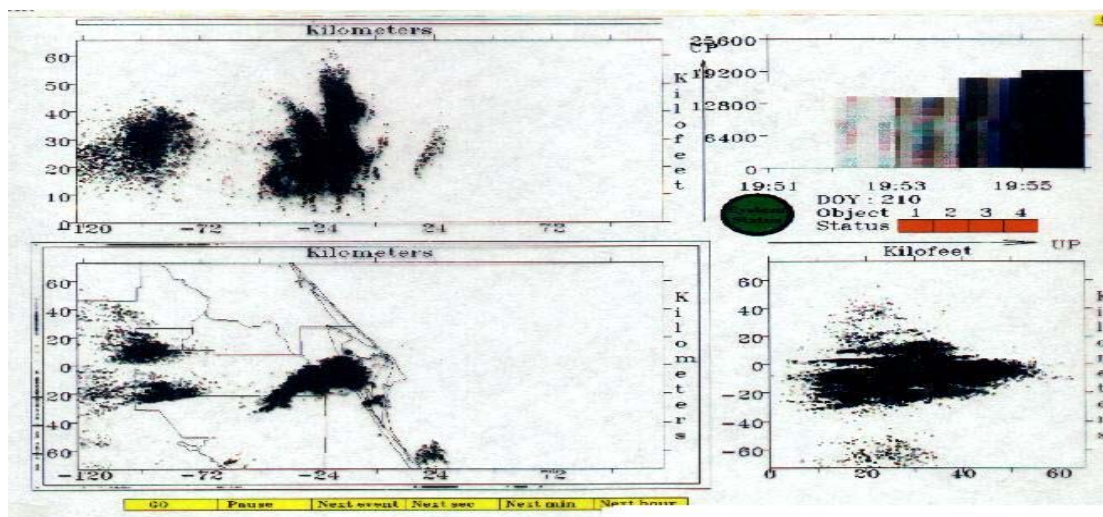 Kilometers
60
50
40
30
20
10
0
-120 -72 -24 24 72
Kilofeet
UP
25600
19200
12800
6400
0
19:51 19:53 19:55
DOY: 210
System Status
Object 1 2 3 4
Status
Kilometers
60
40
20
0
-20
-40
-60
-120 -72 -24 24 72
Kilometers
UP
Kilofeet
60
40
20
0
-20
-40
-60
0 20 40 60
Kilometers
GO Pause Next event Next sec Next min Next hour